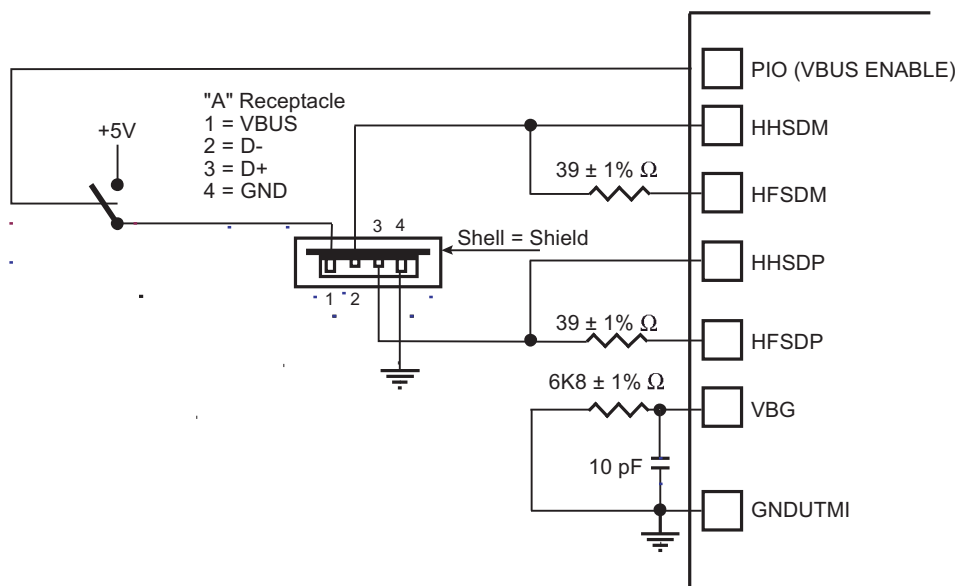 PIO (VBUS ENABLE)
"A" Receptacle
1 = VBUS
2 = D-
3 = D+
4 = GND
+5V
HHSDM
39 ± 1% Ω
HFSDM
3 4
Shell = Shield
HHSDP
1 2
39 ± 1% Ω
HFSDP
6K8 ± 1% Ω
VBG
10 pF
GNDUTMI